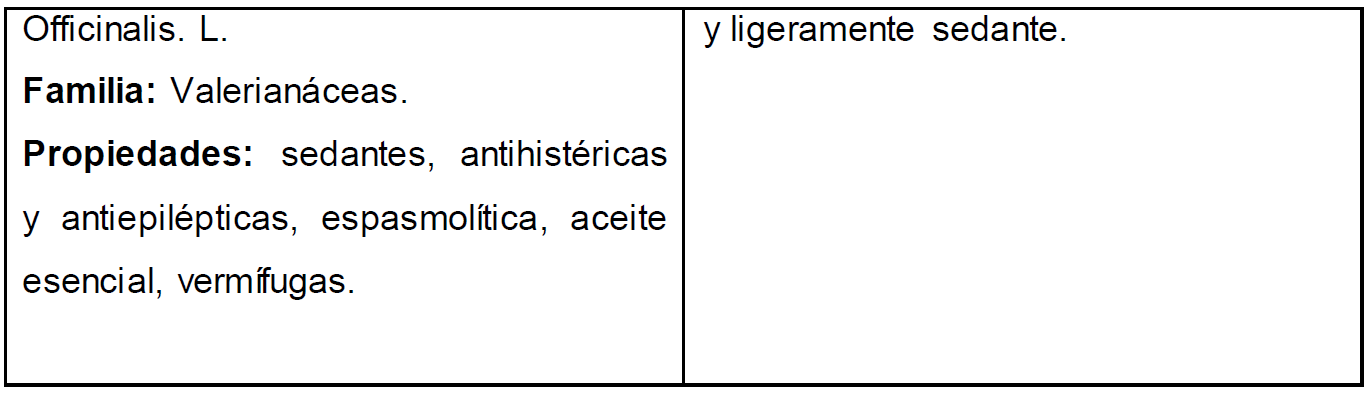 Officinalis. L.
Familia: Valerianáceas.
Propiedades: sedantes, antihistéricas
y antiepilépticas, espasmolítica, aceite
esencial, vermífugas.
y ligeramente sedante.